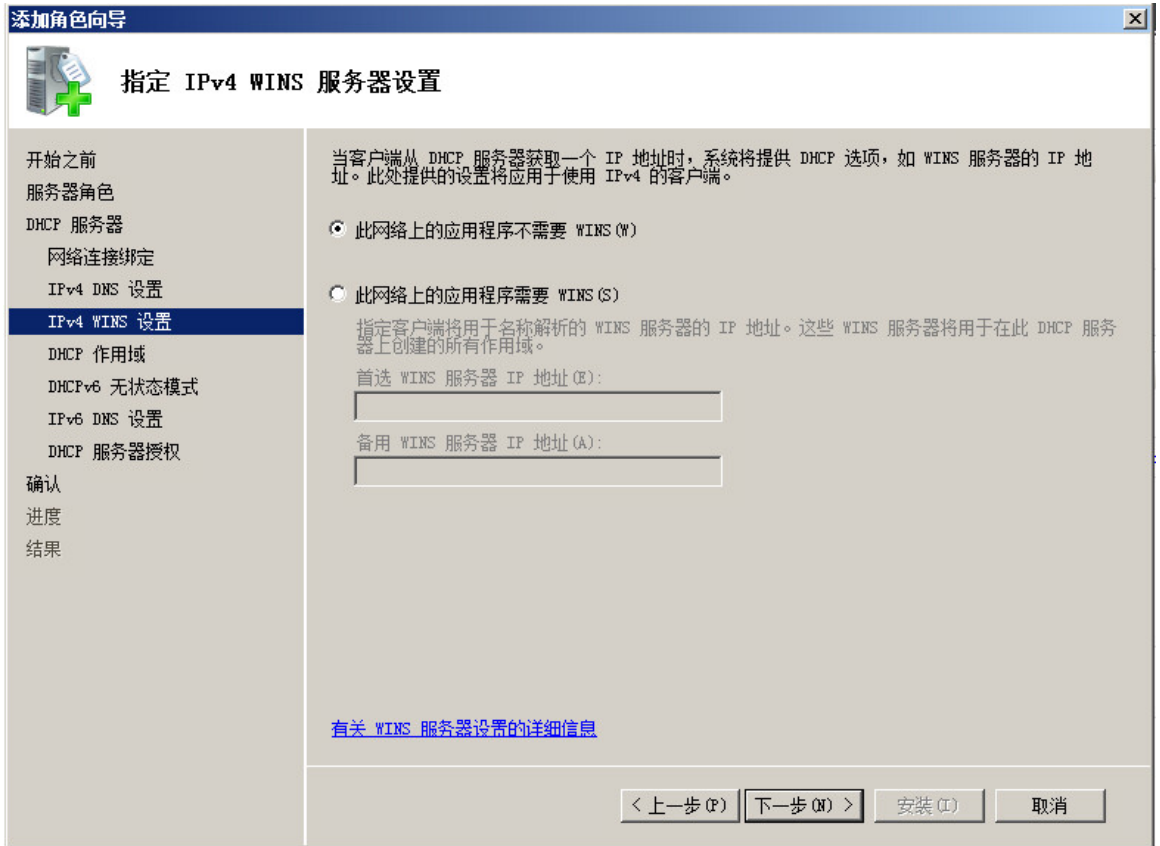 添加角色向导
指定 IPv4 WINS 服务器设置
开始之前
服务器角色
DHCP 服务器
网络连接绑定
IPv4 DNS 设置
IPv4 WINS 设置
DHCP 作用域
DHCPv6 无状态模式
IPv6 DNS 设置
DHCP 服务器授权
确认
进度
结果
当客户端从 DHCP 服务器获取一个 IP 地址时，系统将提供 DHCP 选项，如 WINS 服务器的 IP 地
址。此处提供的设置将应用于使用 IPv4 的客户端。
此网络上的应用程序不需要 WINS(W)
此网络上的应用程序需要 WINS(S)
指定客户端将用于名称解析的 WINS 服务器的 IP 地址。这些 WINS 服务器将用于在此 DHCP 服务
器上创建的所有作用域。
首选 WINS 服务器 IP 地址(E):
备用 WINS 服务器 IP 地址(A):
有关 WINS 服务器设置的详细信息
< 上一步(P) 下一步(N) > 安装(I) 取消